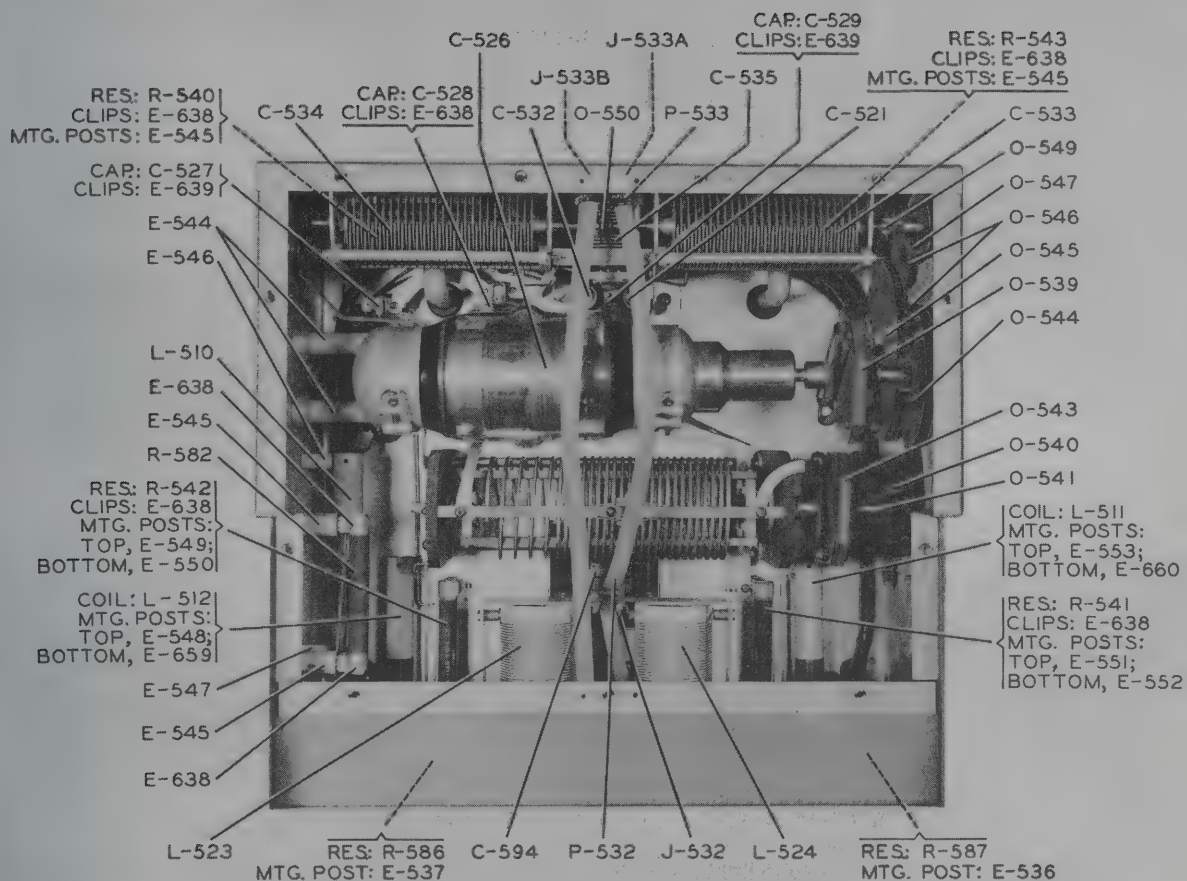 CAP: C-529
CLIPS: E-639
C-526
J-533A
RES: R-543
CLIPS: E-638
MTG. POSTS: E-545
J-533B
C-535
RES: R-540
CLIPS: E-638
MTG. POSTS: E-545
C-534
CAP: C-528
CLIPS: E-638
C-532
O-550
P-533
C-521
C-533
O-549
CAP: C-527
CLIPS: E-639
O-547
E-544
O-546
E-546
O-545
O-539
O-544
L-510
E-638
E-545
R-582
O-543
O-540
O-541
RES: R-542
CLIPS: E-638
MTG. POSTS:
TOP, E-549;
BOTTOM, E-550
COIL: L-511
MTG. POSTS:
TOP, E-553;
BOTTOM, E-660
COIL: L-512
MTG. POSTS:
TOP, E-548;
BOTTOM, E-659
RES: R-541
CLIPS: E-638
MTG. POSTS:
TOP, E-551;
BOTTOM, E-552
E-547
E-545
E-638
L-523
RES: R-586
MTG. POST: E-537
C-594
P-532
J-532
L-524
RES: R-587
MTG. POST: E-536